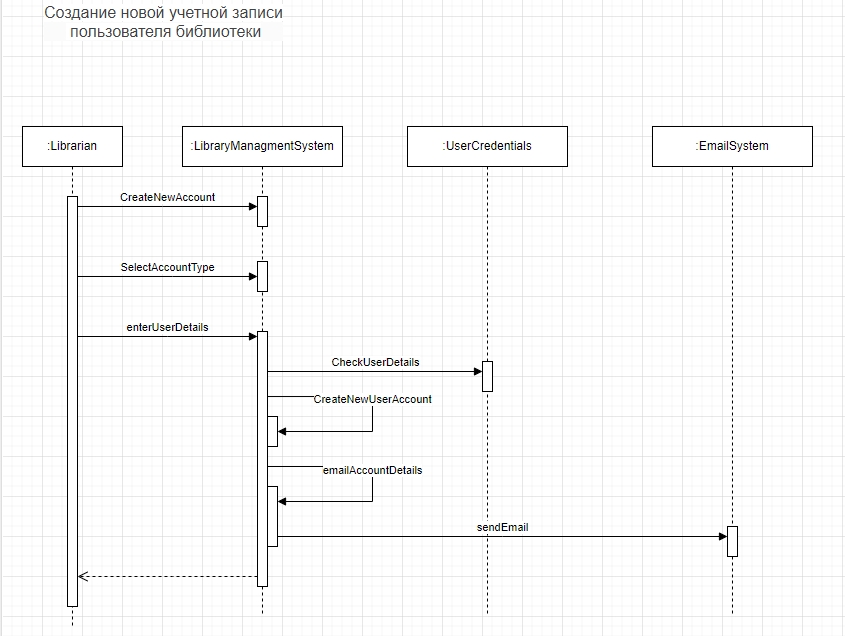 Создание новой учетной записи
пользователя библиотеки
:Librarian
:LibraryManagmentSystem
:UserCredentials
:EmailSystem
CreateNewAccount
SelectAccountType
enterUserDetails
CheckUserDetails
CreateNewUserAccount
emailAccountDetails
sendEmail